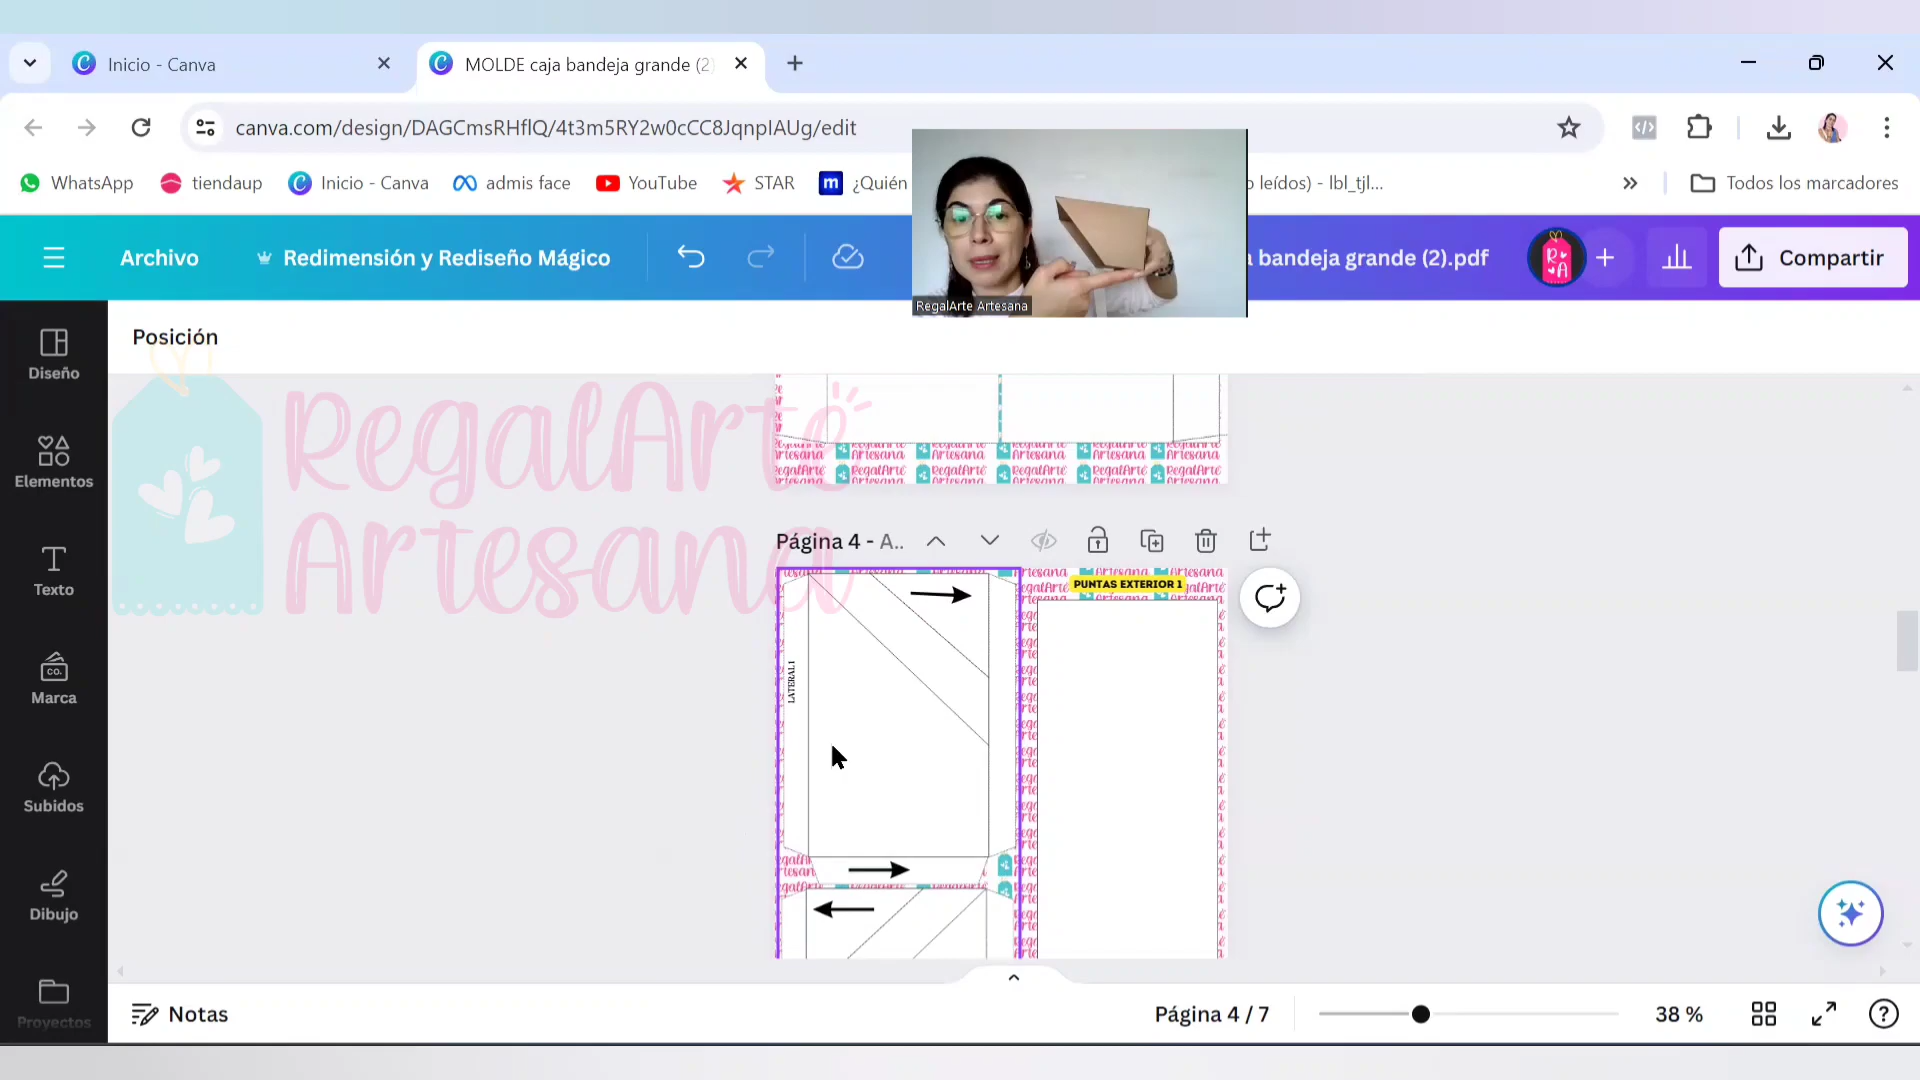 Inicio - Canva
MOLDE caja bandeja grande (2)
canva.com/design/DAGCmsRHflQ/4t3m5RY2w0cCC8JqnpIAUg/edit
WhatsApp
tiendaup
Inicio - Canva
admis face
YouTube
STAR
m
¿Quién
o leídos) - lbl_tjl...
Todos los marcadores
RegalArte Artesana
Archivo
Redimensión y Rediseño Mágico
bandeja grande (2).pdf
R
A
Compartir
Posición
RegalArte
Artesana
Diseño
Elementos
Texto
CO.
Marca
Subidos
Dibujo
Proyectos
Página 4 - A..
PUNTAS EXTERIOR 1
LATERAL 1
Notas
Página 4 / 7
38 %